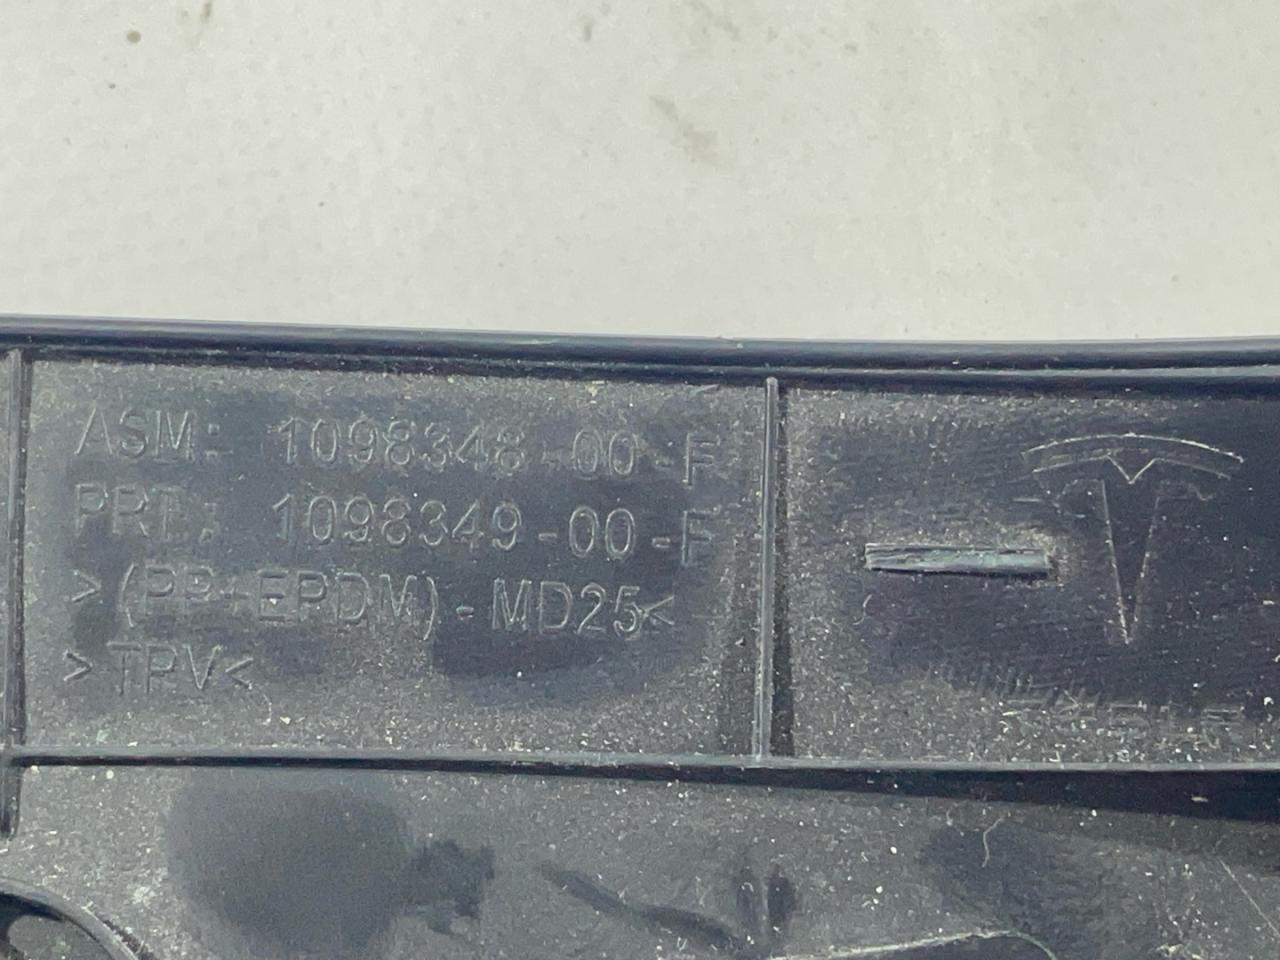 ASM: 1098348-00-F
PRT: 1098349-00-F
>(PP+EPDM)-MD25<
>TPV<